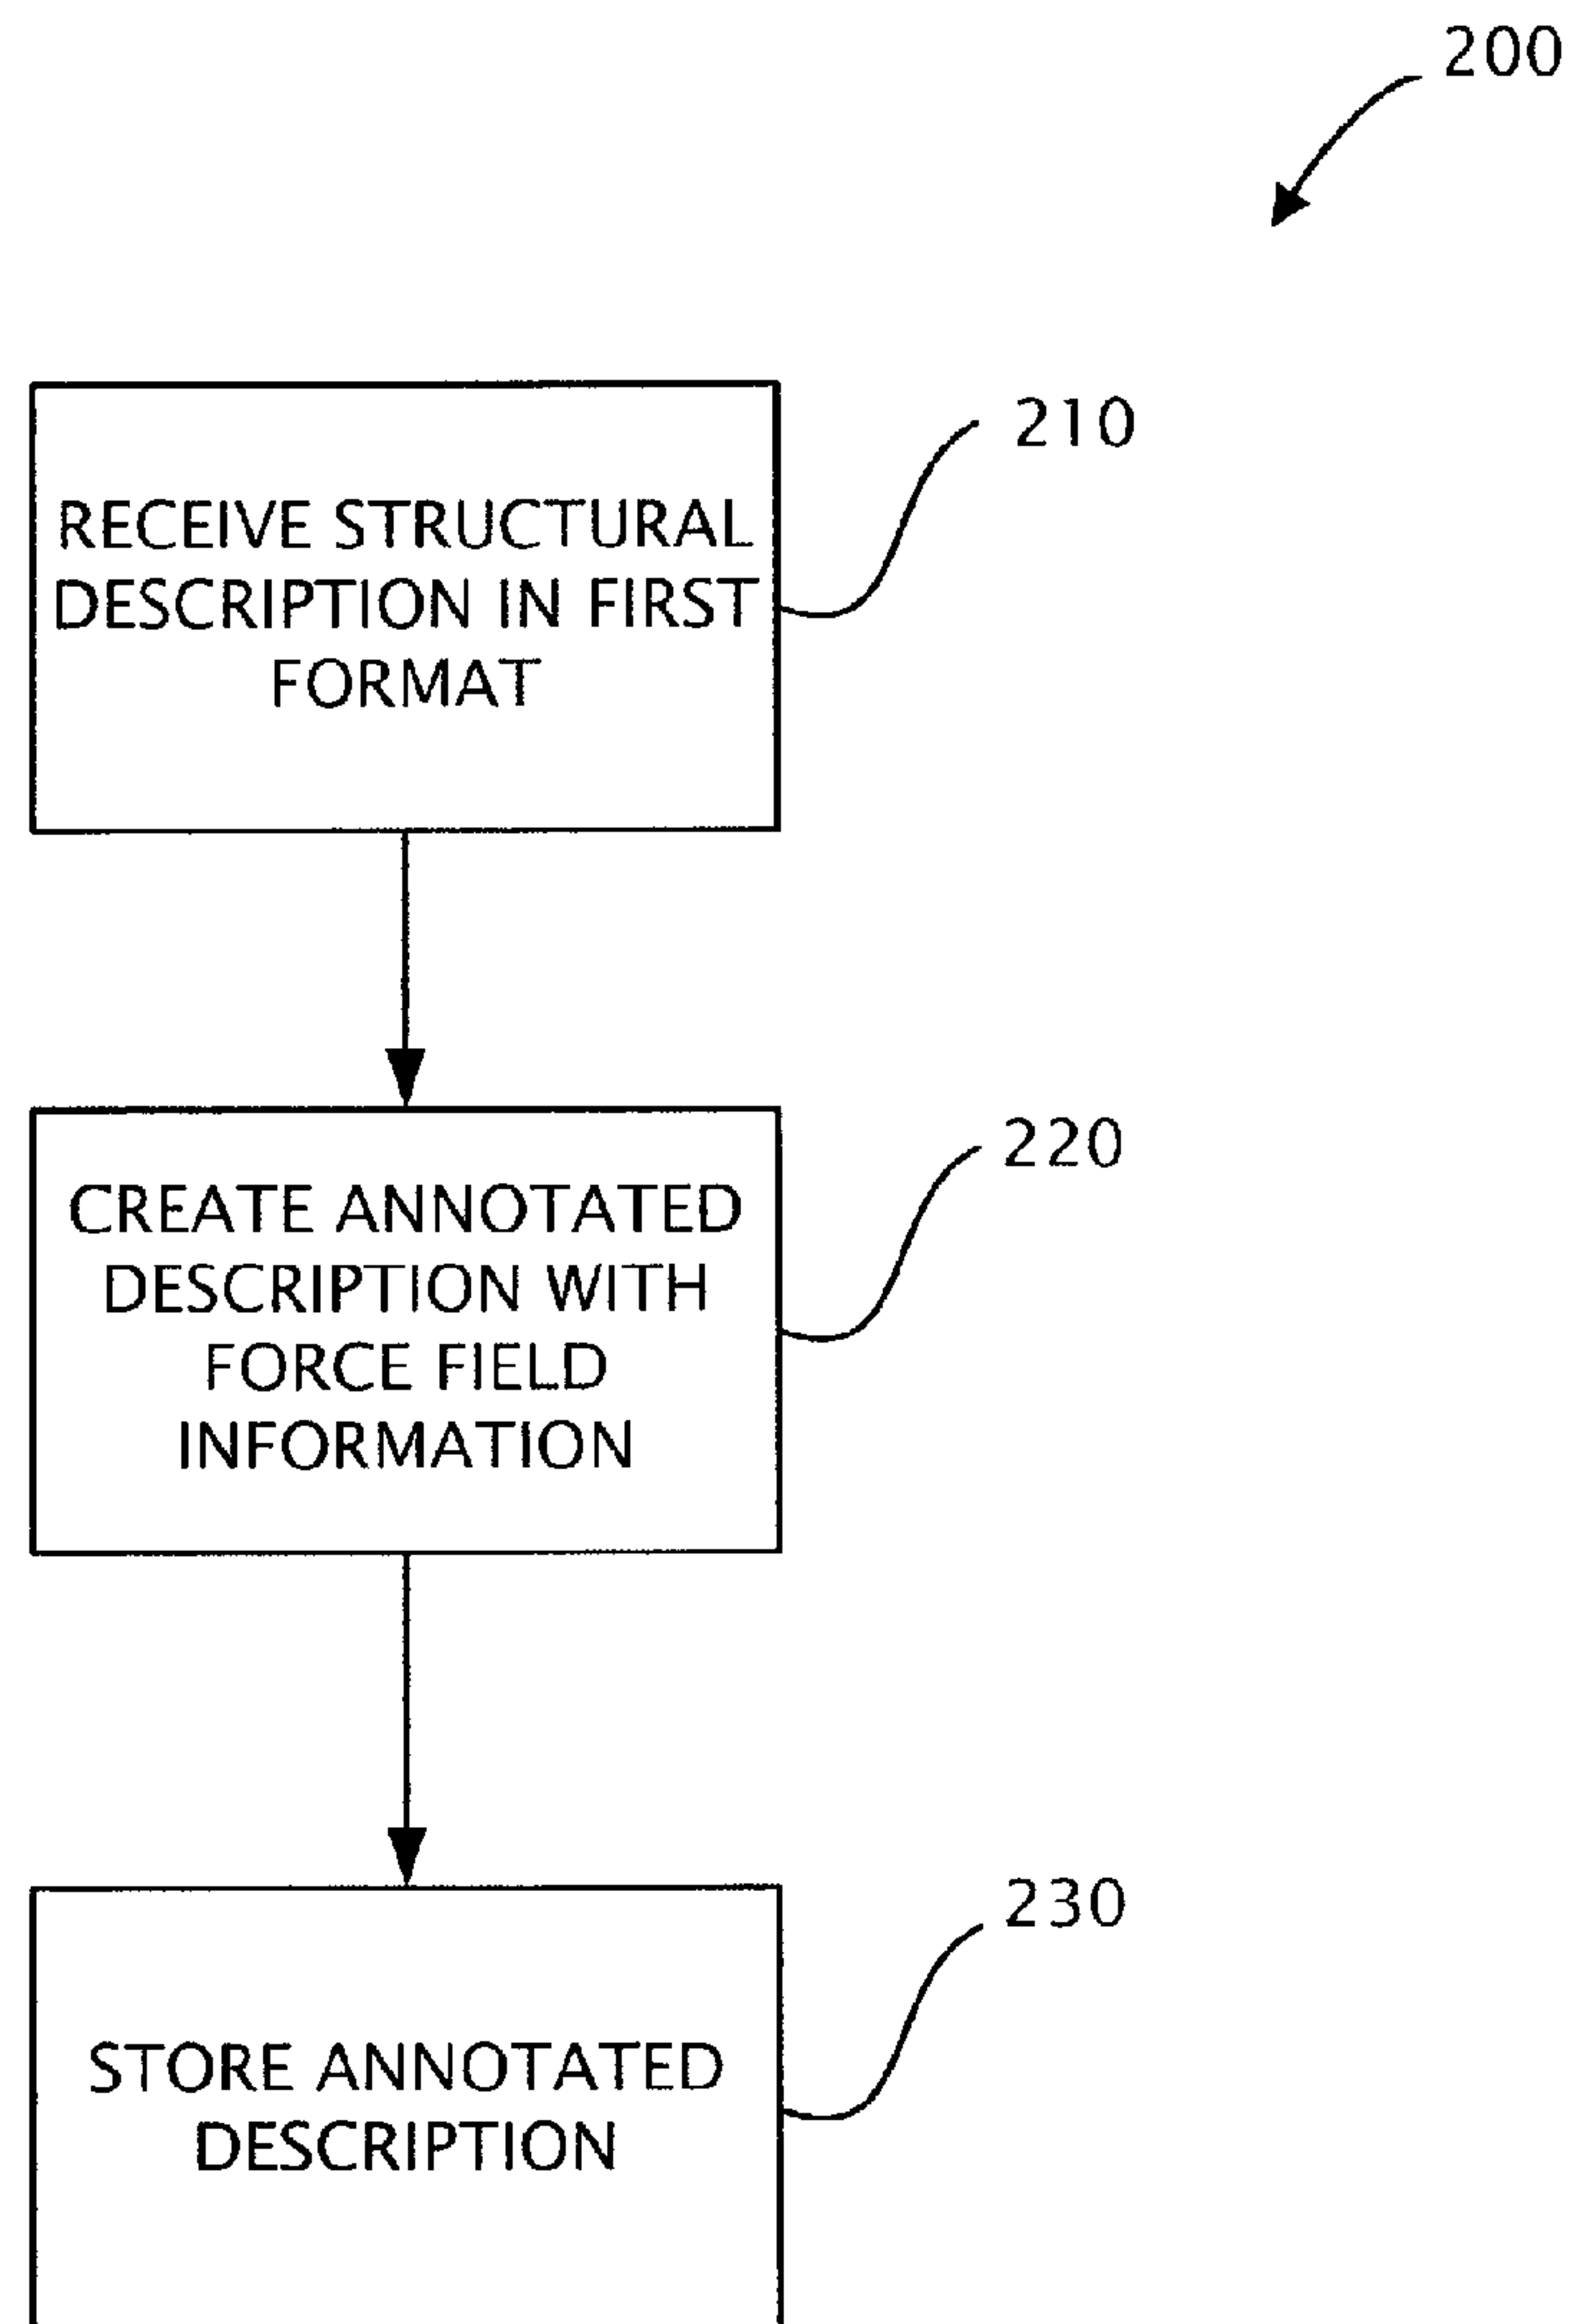 200
210
RECEIVE STRUCTURAL
DESCRIPTION IN FIRST
FORMAT
220
CREATE ANNOTATED
DESCRIPTION WITH
FORCE FIELD
INFORMATION
230
STORE ANNOTATED
DESCRIPTION